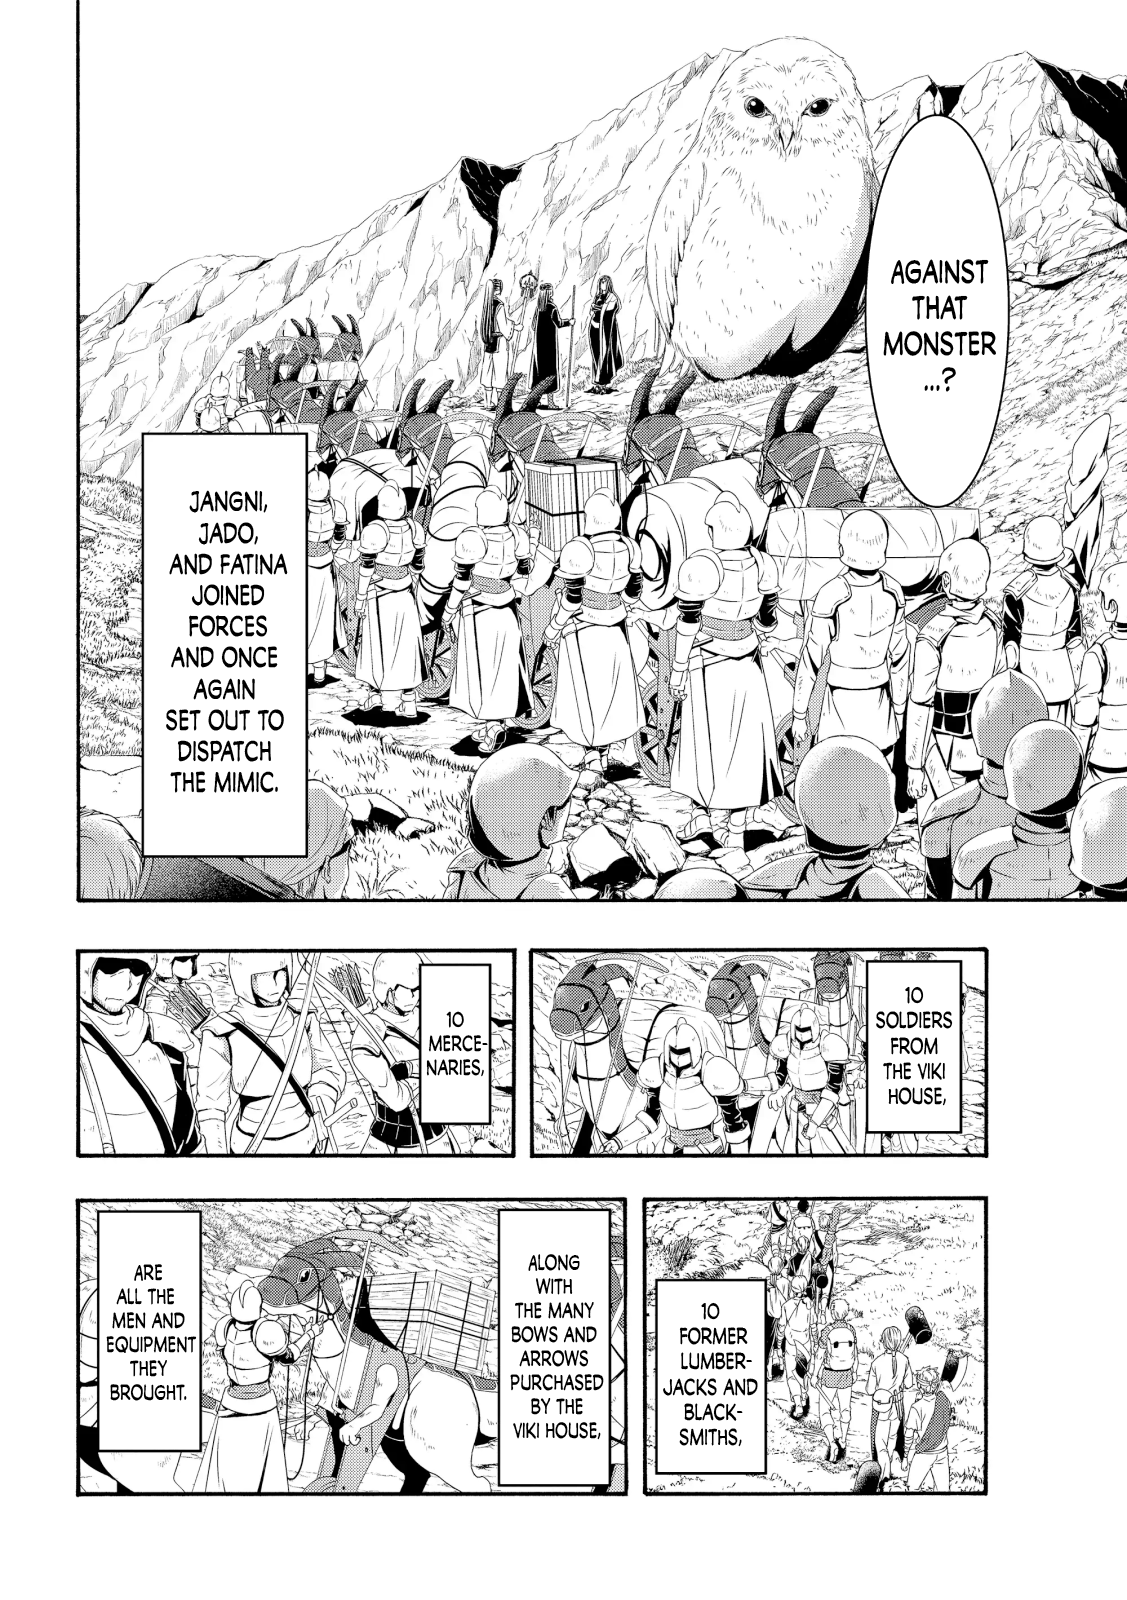 AGAINST
THAT
MONSTER
...?
JANGNI,
JADO,
AND FATINA
JOINED
FORCES
AND ONCE
AGAIN
SET OUT TO
DISPATCH
THE MIMIC.
10
SOLDIERS
FROM
THE VIKI
HOUSE,
10
MERCE-
NARIES,
10
FORMER
LUMBER-
JACKS AND
BLACK-
SMITHS,
ALONG
WITH
THE MANY
BOWS AND
ARROWS
PURCHASED
BY THE
VIKI HOUSE,
ARE
ALL THE
MEN AND
EQUIPMENT
THEY
BROUGHT.